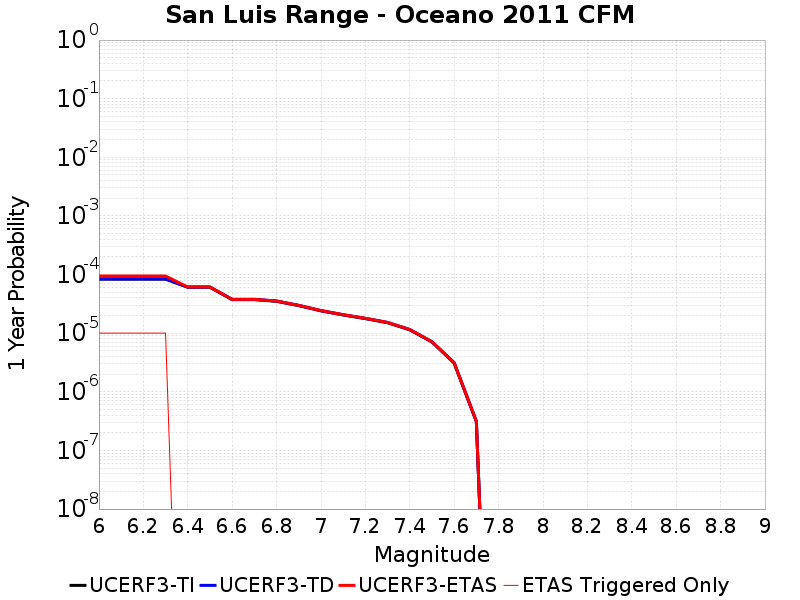 San Luis Range - Oceano 2011 CFM
1 Year Probability
10^0
10^-1
10^-2
10^-3
10^-4
10^-5
10^-6
10^-7
10^-8
6 6.2 6.4 6.6 6.8 7 7.2 7.4 7.6 7.8 8 8.2 8.4 8.6 8.8 9
Magnitude
UCERF3-TI UCERF3-TD UCERF3-ETAS ETAS Triggered Only